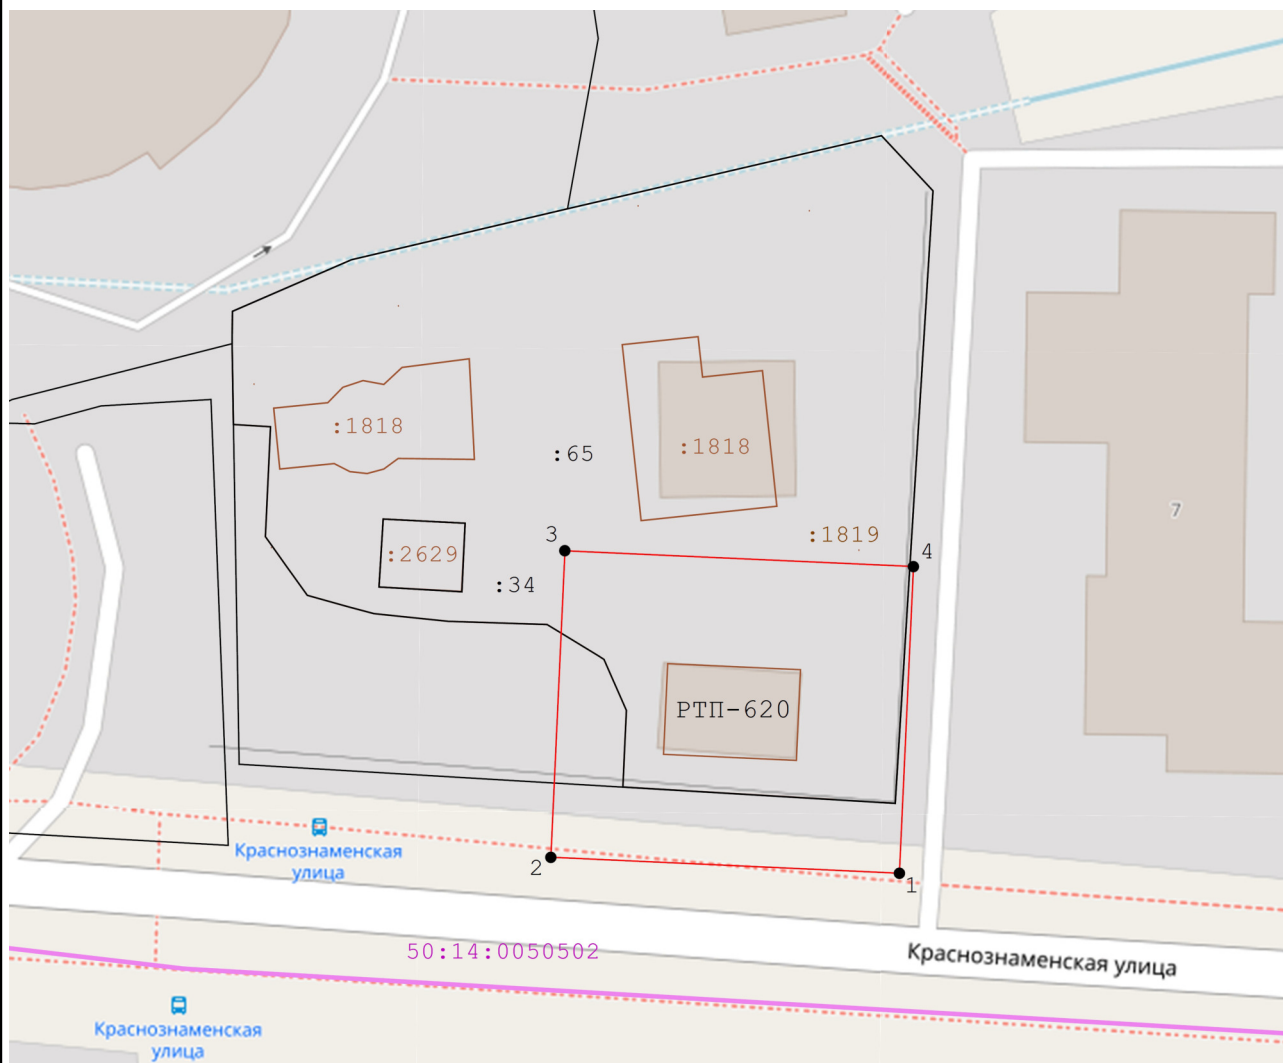 :1818
:65
:1818
7
3
:1819
4
:2629
:34
РТП-620
Краснознаменская
улица
2
1
50:14:0050502
Краснознаменская улица
Краснознаменская
улица